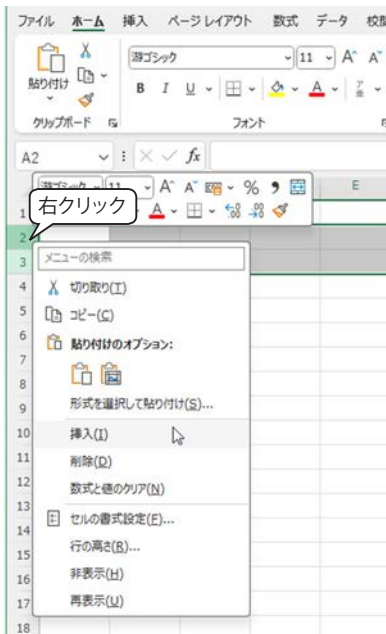 ファイル ホーム 挿入 ページ レイアウト 数式 データ
游ゴシック 11 A A
貼り付け
B I U A
クリップボード フォント
A2 fx
11 A A % 9
E
右クリック A
1
2
メニューの検索
3
4 切り取り(T)
5 コピー(C)
6 貼り付けのオプション:
7
8
9 形式を選択して貼り付け(S)...
10 挿入(I)
11 削除(D)
12 数式と値のクリア(N)
13
セルの書式設定(F)...
14
15 行の高さ(R)...
16 非表示(H)
17 再表示(U)
18